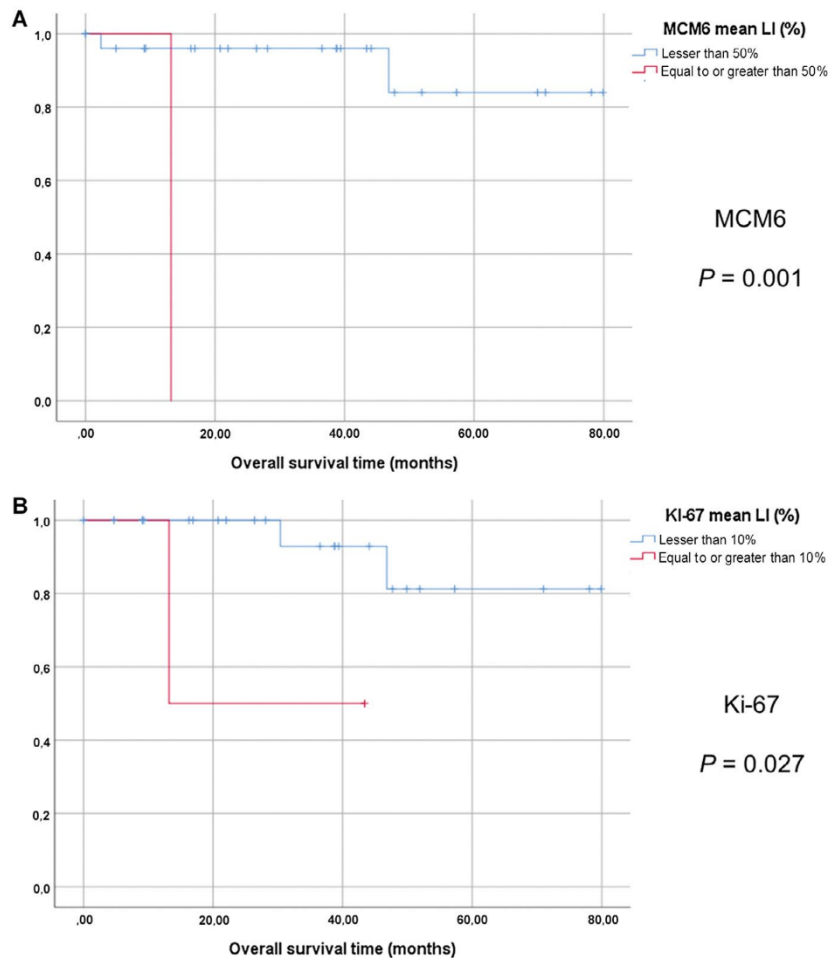 A
MCM6 mean LI (%)
Lesser than 50%
Equal to or greater than 50%
1,0
0,8
0,6
0,4
0,2
0,0
,00 20,00 40,00 60,00 80,00
Overall survival time (months)
MCM6
P = 0.001
B
KI-67 mean LI (%)
Lesser than 10%
Equal to or greater than 10%
1,0
0,8
0,6
0,4
0,2
0,0
,00 20,00 40,00 60,00 80,00
Overall survival time (months)
Ki-67
P = 0.027